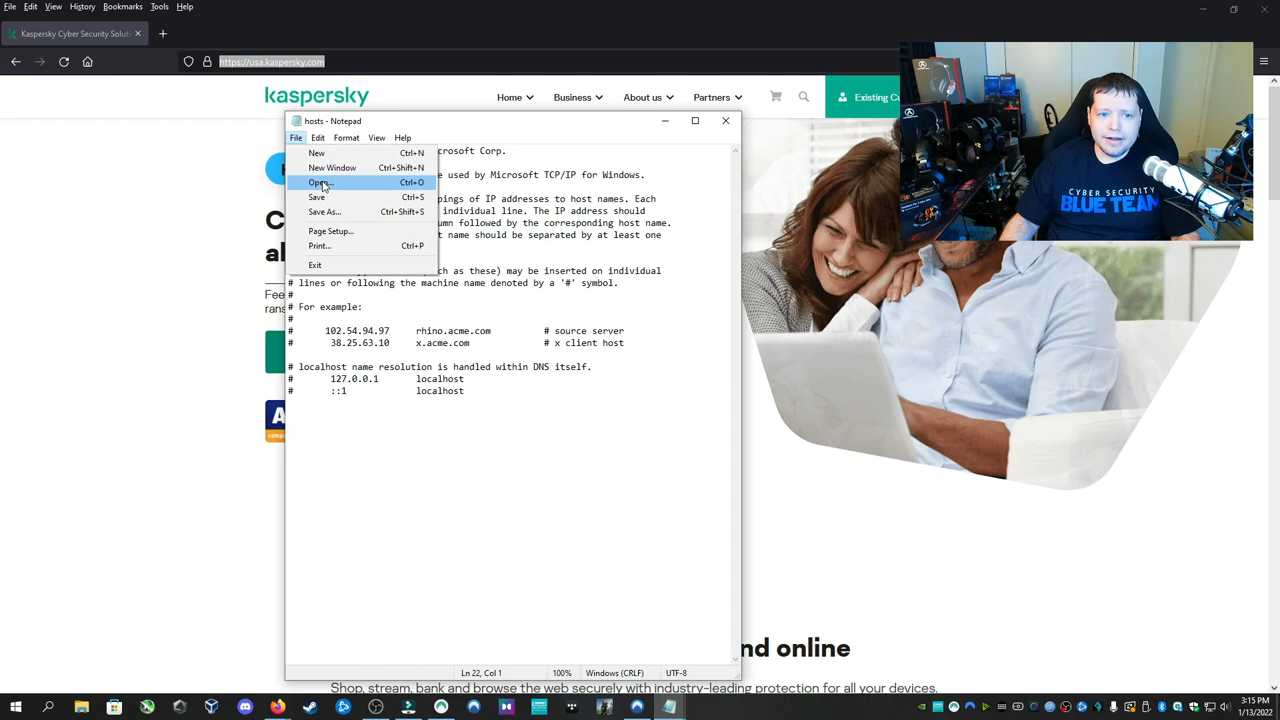 File Edit View History Bookmarks Tools Help
Kaspersky Cyber Security Soluti
https://usa.kaspersky.com
kaspersky
Home Business About us Partners
Existing Cu
hosts - Notepad
File Edit Format View Help
New Ctrl+N
New Window Ctrl+Shift+N
Open... Ctrl+O
Save Ctrl+S
Save As... Ctrl+Shift+S
Page Setup...
Print... Ctrl+P
Exit
crosoft Corp.
e used by Microsoft TCP/IP for Windows.
pings of IP addresses to host names. Each
individual line. The IP address should
umn followed by the corresponding host name.
t name should be separated by at least one
ch as these) may be inserted on individual
# lines or following the machine name denoted by a '#' symbol.
#
# For example:
#
# 102.54.94.97 rhino.acme.com # source server
# 38.25.63.10 x.acme.com # x client host
# localhost name resolution is handled within DNS itself.
# 127.0.0.1 localhost
# ::1 localhost
Ln 22, Col 1 100% Windows (CRLF) UTF-8
C
al
Fee
rans
A
comp
nd online
Shop, stream, bank and browse the web securely with industry-leading protection for all your devices.
CYBER SECURITY
BLUE TEAM
3:15 PM
1/13/2022